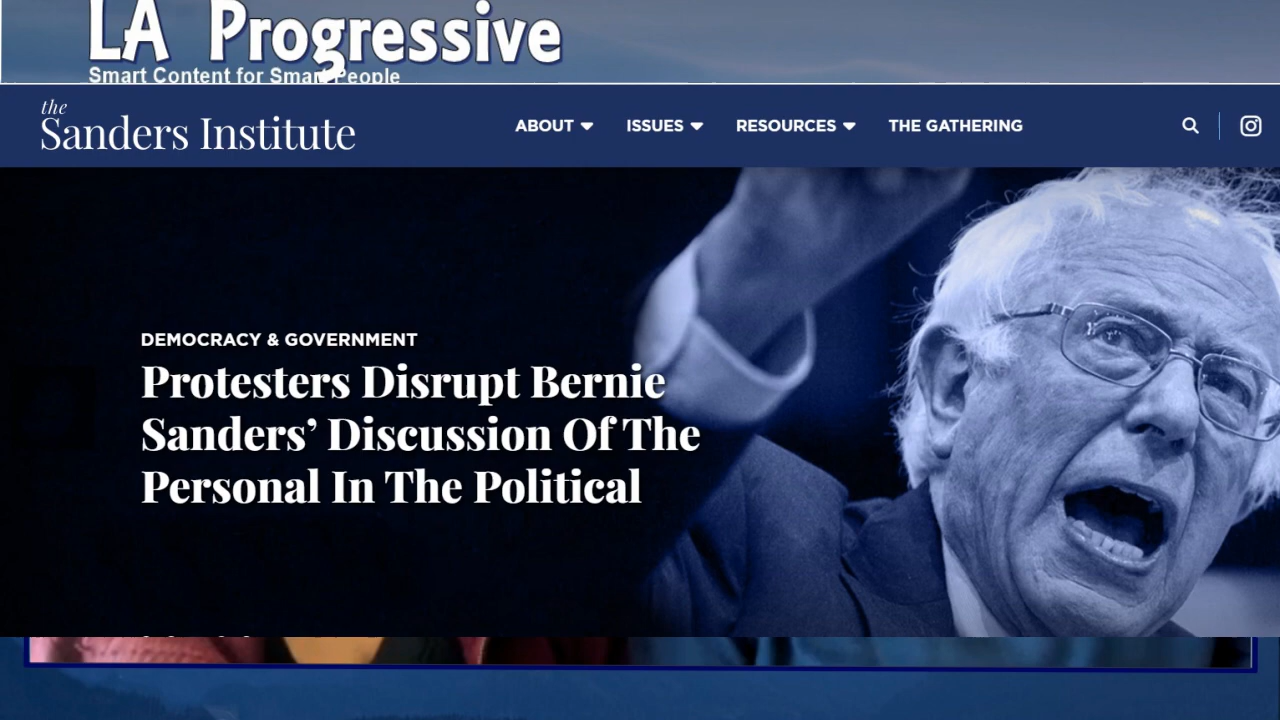 LA Progressive
Smart Content for Smart People
the
Sanders Institute
ABOUT
ISSUES
RESOURCES
THE GATHERING
DEMOCRACY & GOVERNMENT
Protesters Disrupt Bernie
Sanders’ Discussion Of The
Personal In The Political